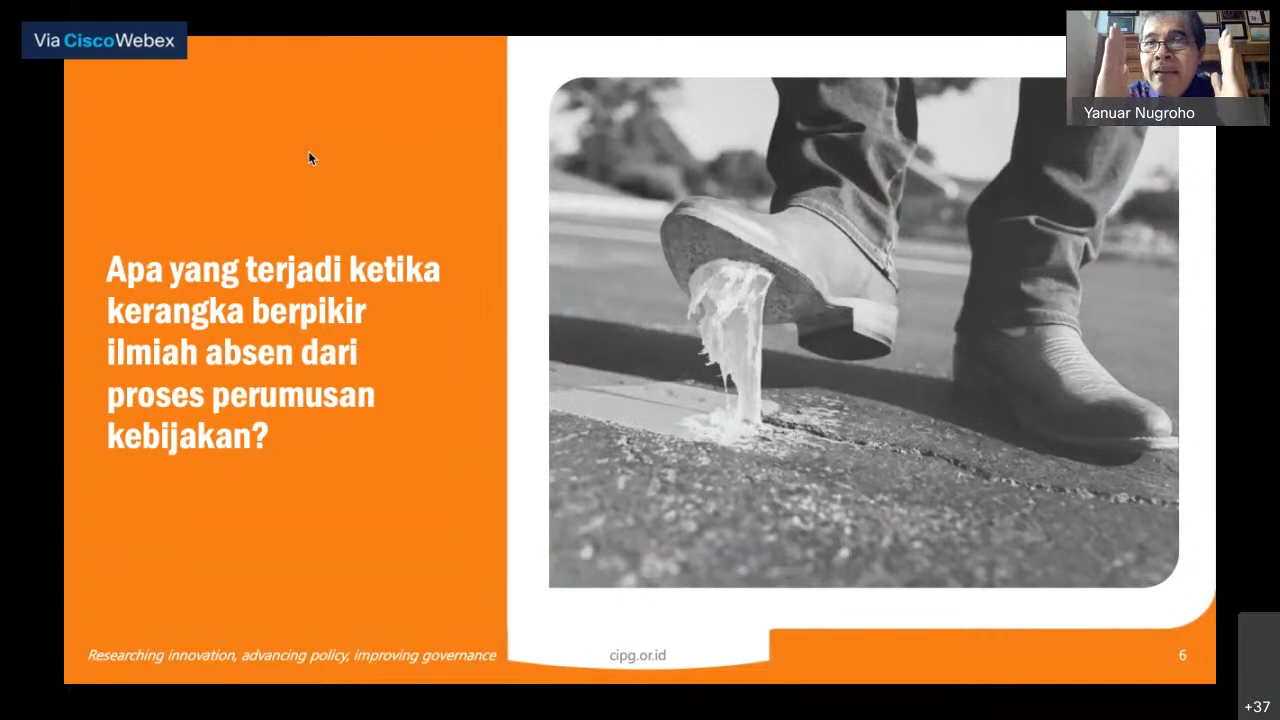 Via CiscoWebex
Yanuar Nugroho
Apa yang terjadi ketika
kerangka berpikir
ilmiah absen dari
proses perumusan
kebijakan?
Researching innovation, advancing policy, improving governance
cipg.or.id
6
+37